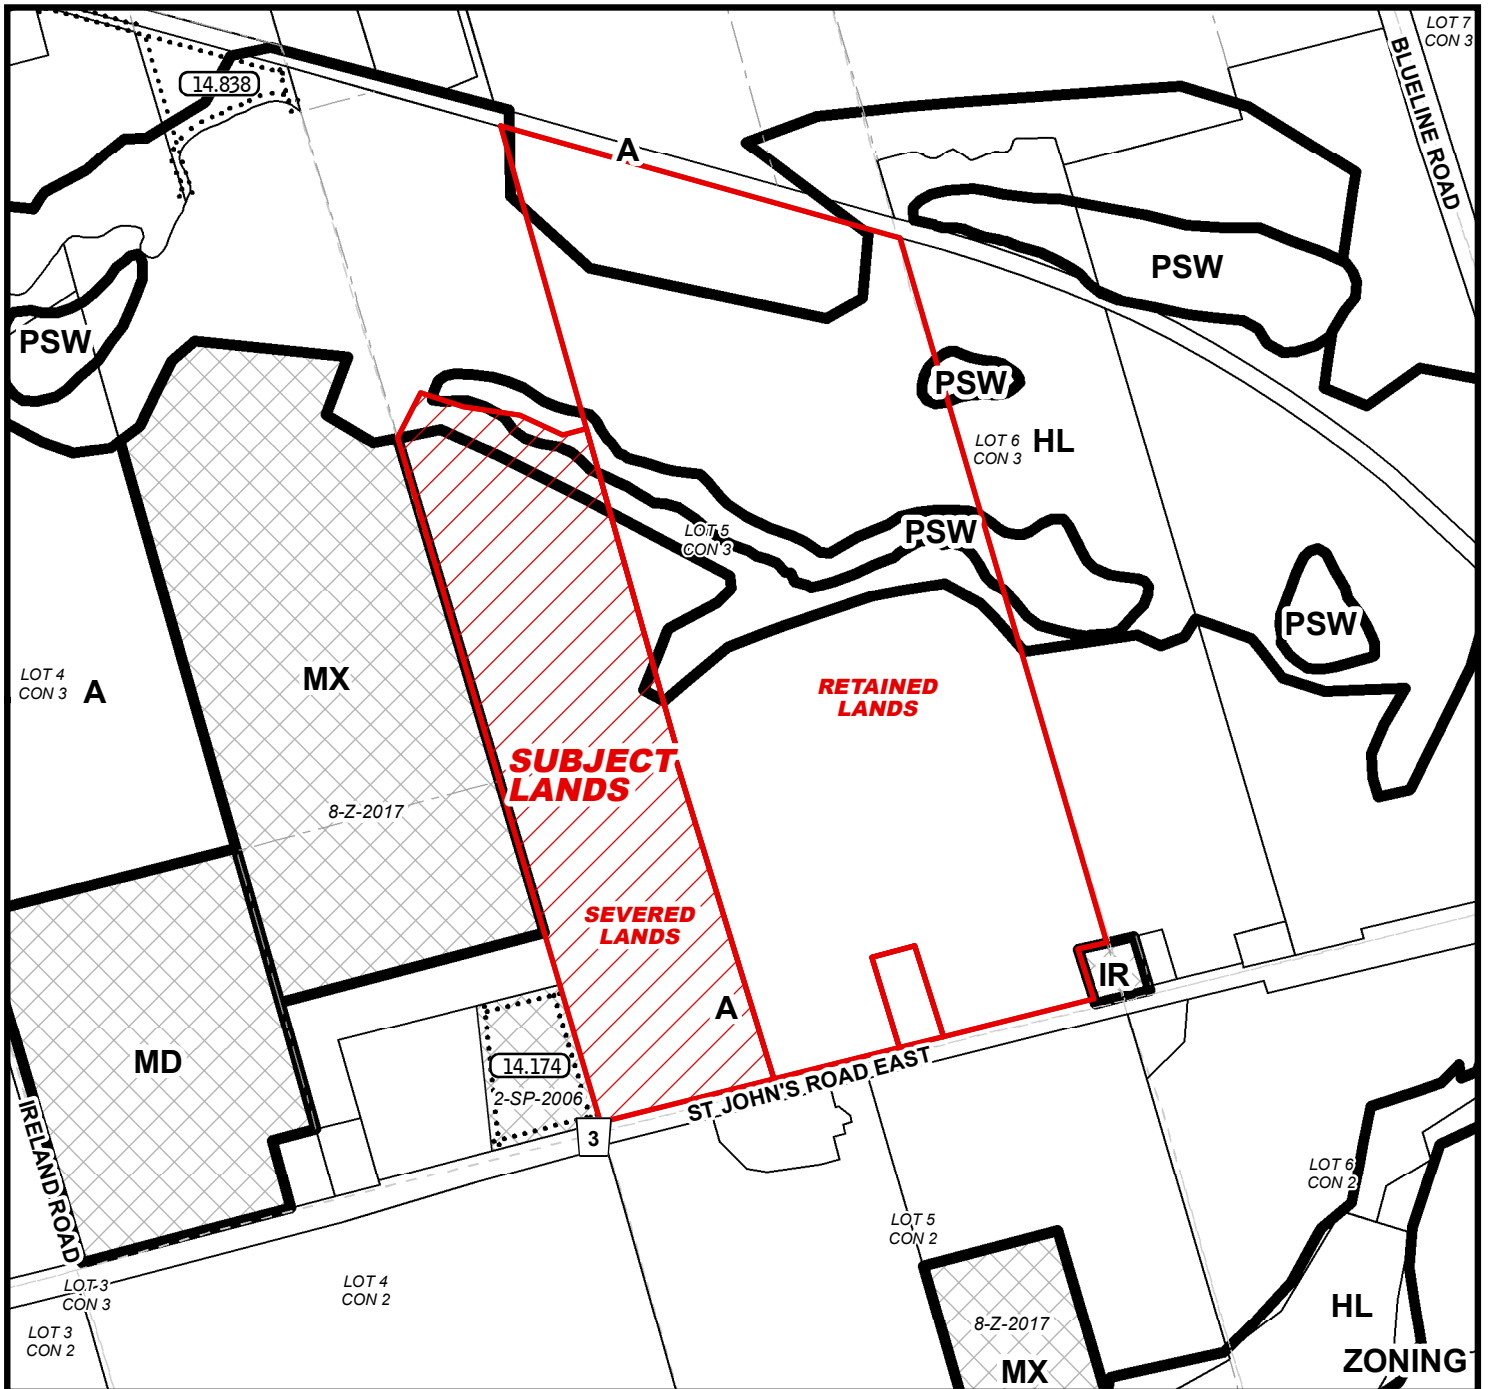 LOT 7
CON 3
BLUELINE ROAD
14.838
A
PSW
PSW
PSW
LOT 6
CON 3
HL
LOT 5
CON 3
PSW
PSW
LOT 4
CON 3
A
MX
RETAINED
LANDS
SUBJECT
LANDS
8-Z-2017
SEVERED
LANDS
IR
A
MD
14.174
2-SP-2006
ST JOHN'S ROAD EAST
3
IRELAND ROAD
LOT 6
CON 2
LOT 5
CON 2
LOT 3
CON 3
LOT 4
CON 2
LOT 3
CON 2
8-Z-2017
HL
MX
ZONING